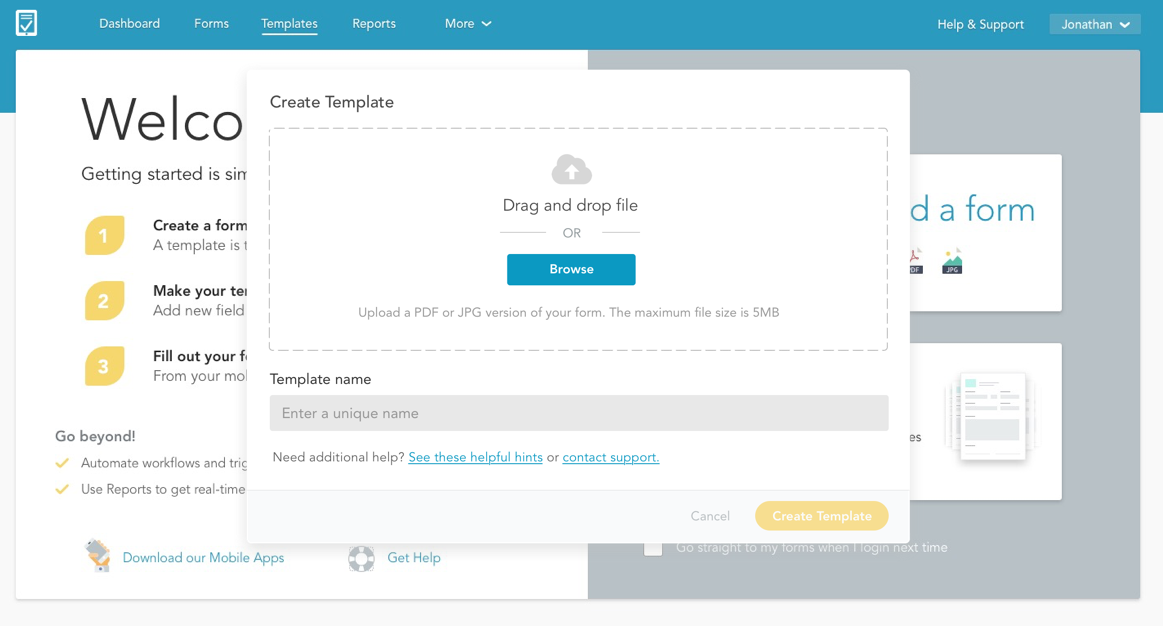 Dashboard Forms Templates Reports More Help & Support Jonathan
Welco
Getting started is sim
1 Create a form
A template is t
2 Make your ter
Add new field
3 Fill out your fo
From your mo
Go beyond!
Automate workflows and trig
Use Reports to get real-time
Download our Mobile Apps Get Help
Create Template
Drag and drop file
OR
Browse
Upload a PDF or JPG version of your form. The maximum file size is 5MB
Template name
Enter a unique name
Need additional help? See these helpful hints or contact support.
Cancel Create Template
d a form
PDF JPG
es
Go straight to my forms when I login next time